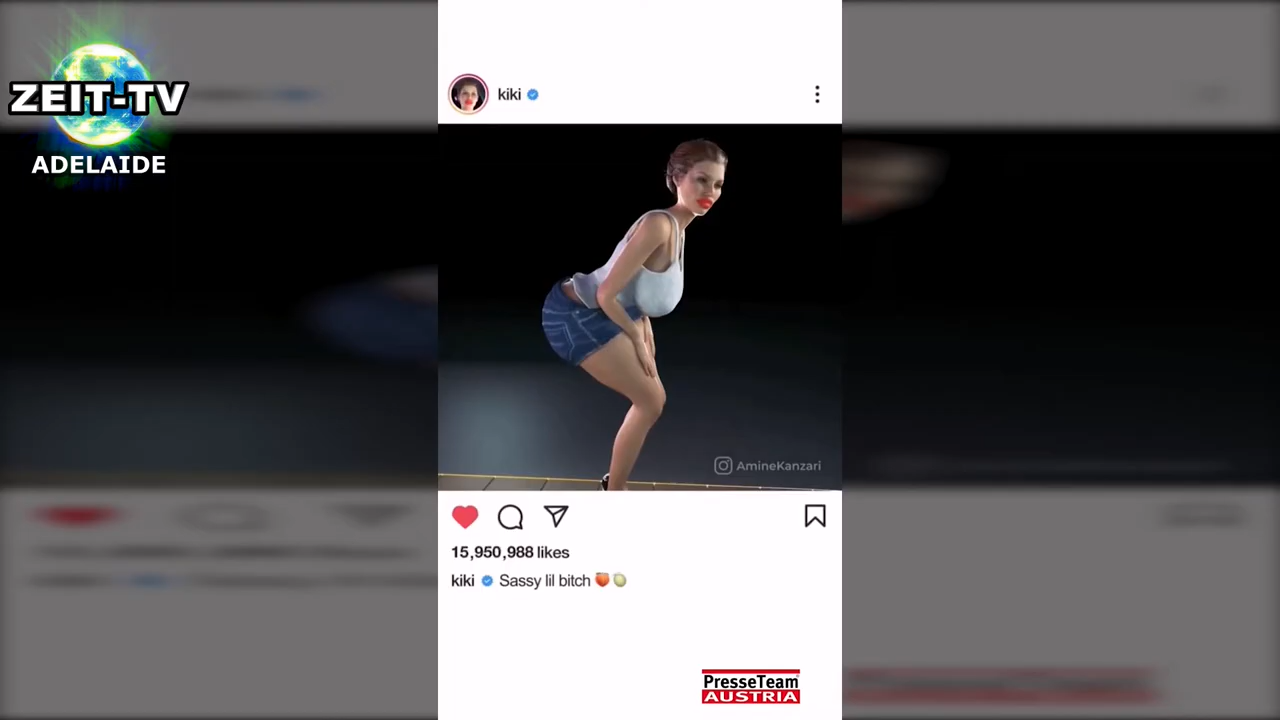 ZEIT-TV
ADELAIDE
kiki
AmineKanzari
15,950,988 likes
kiki Sassy lil bitch 🍑🍈
PresseTeam
AUSTRIA